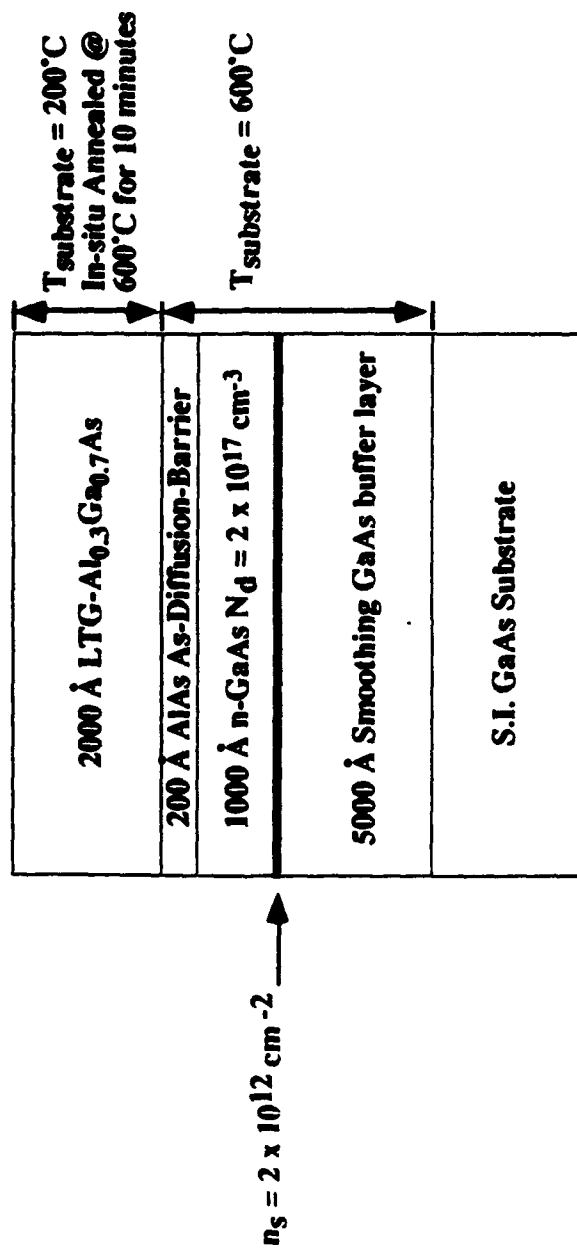 T_substrate = 200°C
In-situ Annealed @
600°C for 10 minutes
T_substrate = 600°C
2000 Å LTG-Al0.3Ga0.7As
200 Å AlAs As-Diffusion-Barrier
1000 Å n-GaAs Nd = 2 x 10^17 cm^-3
5000 Å Smoothing GaAs buffer layer
S.I. GaAs Substrate
ns = 2 x 10^12 cm^-2